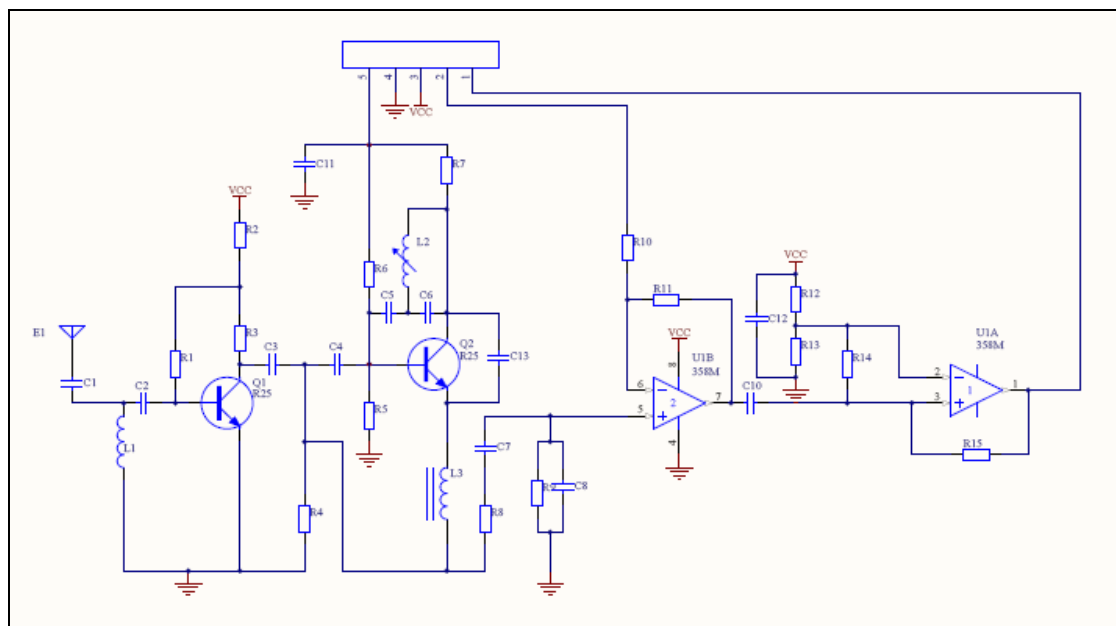 5 4 3 2 1
VCC
C11
R7
VCC
R2
L2
R10
R6
VCC
C5 C6
R11
R12
E1
C12
R3
VCC
U1A
358M
Q2
R25
R13
C3 C4
R1
C13
8
U1B
358M
R14
C1
Q1
R25
2
1
1
C2
6
2
7
C10
3
R5
5
L1
C7
4
R15
L3
R9
C8
R4
R8